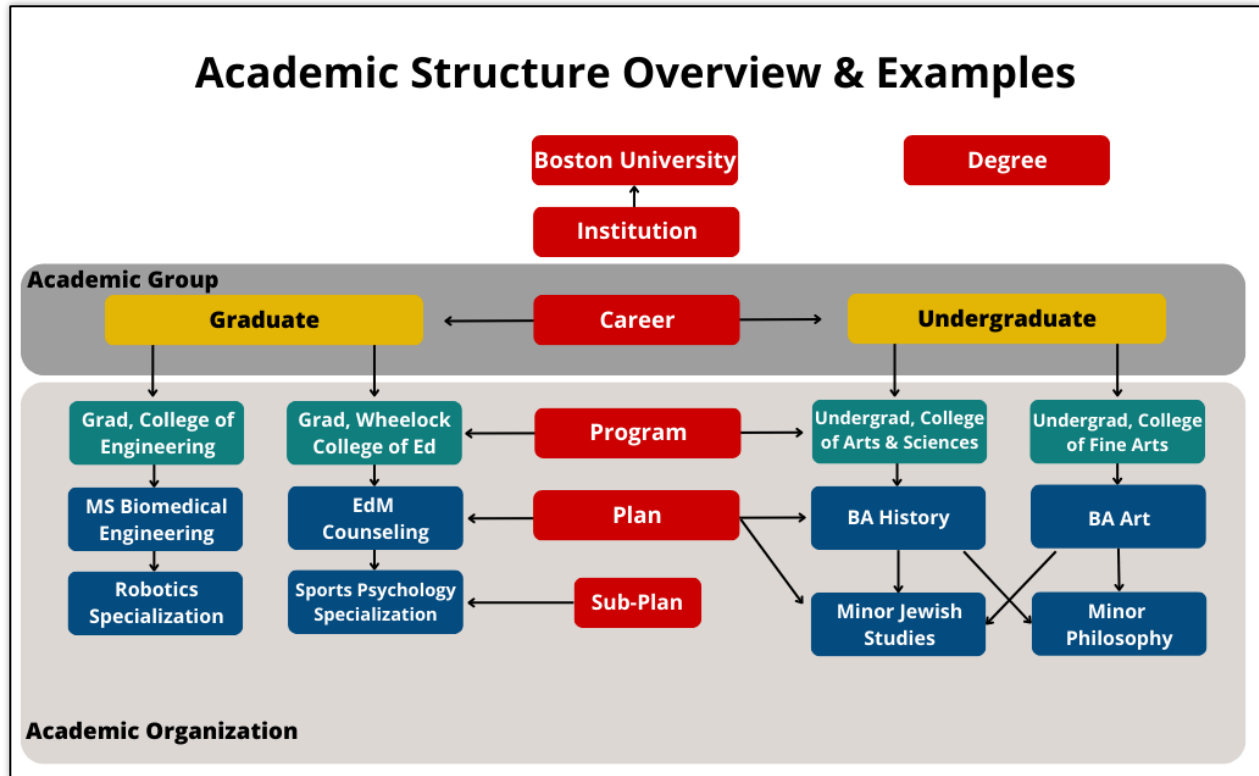 Academic Structure Overview & Examples
Boston University
Degree
Institution
Academic Group
Graduate
Career
Undergraduate
Grad, College of
Engineering
Grad, Wheelock
College of Ed
Program
Undergrad, College
of Arts & Sciences
Undergrad, College
of Fine Arts
MS Biomedical
Engineering
EdM
Counseling
Plan
BA History
BA Art
Robotics
Specialization
Sports Psychology
Specialization
Sub-Plan
Minor Jewish
Studies
Minor
Philosophy
Academic Organization